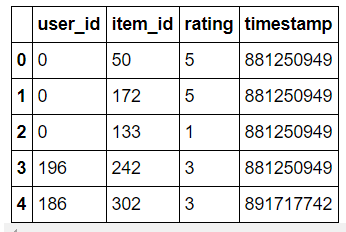 user_id item_id rating timestamp
0 0 50 5 881250949
1 0 172 5 881250949
2 0 133 1 881250949
3 196 242 3 881250949
4 186 302 3 891717742